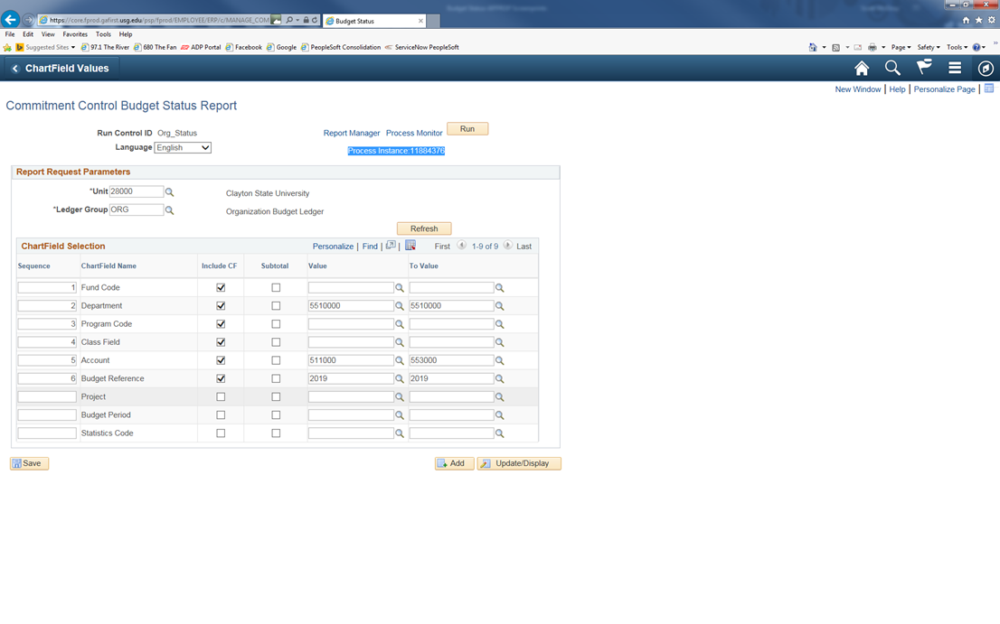 https://core.fprod.gafirst.usg.edu/psp/fprod/EMPLOYEE/ERP/c/MANAGE_COM
Budget Status
File Edit View Favorites Tools Help
Suggested Sites 97.1 The River 680 The Fan ADP Portal Facebook Google PeopleSoft Consolidation ServiceNow PeopleSoft
Page Safety Tools
ChartField Values
New Window | Help | Personalize Page |
Commitment Control Budget Status Report
Run Control ID Org_Status Report Manager Process Monitor Run
Language English Process Instance:11884376
Report Request Parameters
*Unit 28000 Clayton State University
*Ledger Group ORG Organization Budget Ledger
Refresh
ChartField Selection Personalize | Find | | First 1-9 of 9 Last
Sequence ChartField Name Include CF Subtotal Value To Value
1 Fund Code
2 Department 5510000 5510000
3 Program Code
4 Class Field
5 Account 511000 553000
6 Budget Reference 2019 2019
Project
Budget Period
Statistics Code
Save Add Update/Display